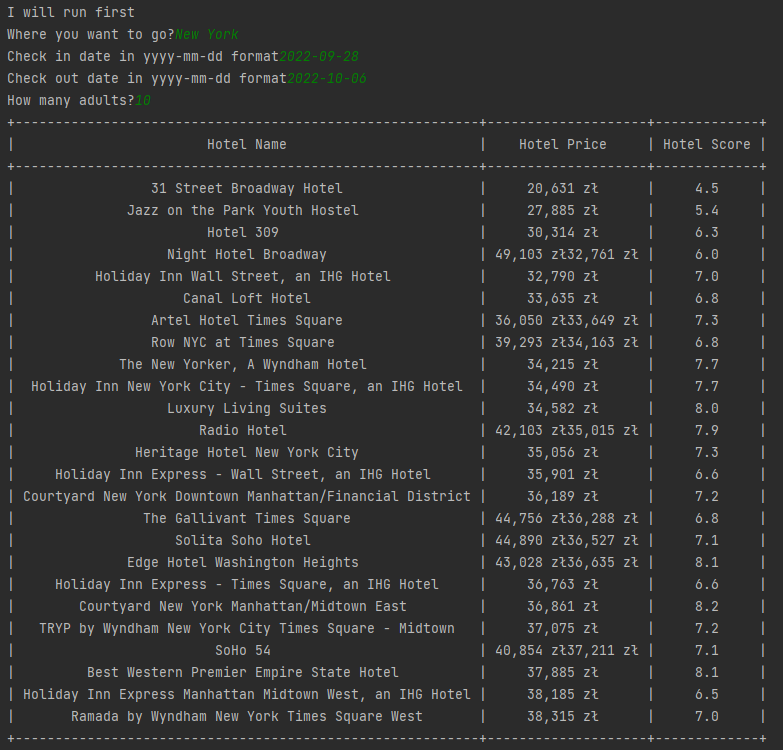 I will run first
Where you want to go?New York
Check in date in yyyy-mm-dd format2022-09-28
Check out date in yyyy-mm-dd format2022-10-06
How many adults?10
+----------------------------------------------------------+--------------------+-------------+
| Hotel Name | Hotel Price | Hotel Score |
+----------------------------------------------------------+--------------------+-------------+
| 31 Street Broadway Hotel | 20,631 zł | 4.5 |
| Jazz on the Park Youth Hostel | 27,885 zł | 5.4 |
| Hotel 309 | 30,314 zł | 6.3 |
| Night Hotel Broadway | 49,103 zł32,761 zł | 6.0 |
| Holiday Inn Wall Street, an IHG Hotel | 32,790 zł | 7.0 |
| Canal Loft Hotel | 33,635 zł | 6.8 |
| Artel Hotel Times Square | 36,050 zł33,649 zł | 7.3 |
| Row NYC at Times Square | 39,293 zł34,163 zł | 6.8 |
| The New Yorker, A Wyndham Hotel | 34,215 zł | 7.7 |
| Holiday Inn New York City - Times Square, an IHG Hotel | 34,490 zł | 7.7 |
| Luxury Living Suites | 34,582 zł | 8.0 |
| Radio Hotel | 42,103 zł35,015 zł | 7.9 |
| Heritage Hotel New York City | 35,056 zł | 7.3 |
| Holiday Inn Express - Wall Street, an IHG Hotel | 35,901 zł | 6.6 |
| Courtyard New York Downtown Manhattan/Financial District | 36,189 zł | 7.2 |
| The Gallivant Times Square | 44,756 zł36,288 zł | 6.8 |
| Solita Soho Hotel | 44,890 zł36,527 zł | 7.1 |
| Edge Hotel Washington Heights | 43,028 zł36,635 zł | 8.1 |
| Holiday Inn Express - Times Square, an IHG Hotel | 36,763 zł | 6.6 |
| Courtyard New York Manhattan/Midtown East | 36,861 zł | 8.2 |
| TRYP by Wyndham New York City Times Square - Midtown | 37,075 zł | 7.2 |
| SoHo 54 | 40,854 zł37,211 zł | 7.1 |
| Best Western Premier Empire State Hotel | 37,885 zł | 8.1 |
| Holiday Inn Express Manhattan Midtown West, an IHG Hotel | 38,185 zł | 6.5 |
| Ramada by Wyndham New York Times Square West | 38,315 zł | 7.0 |
+----------------------------------------------------------+--------------------+-------------+